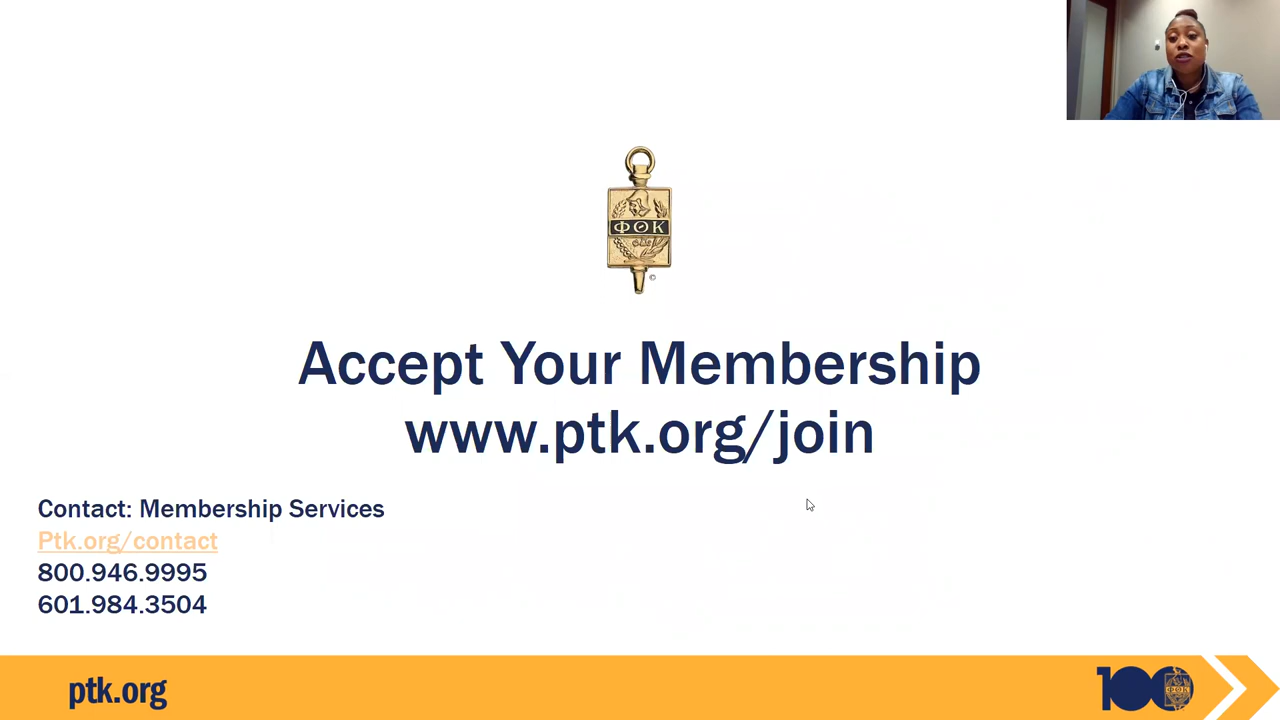 ΦΘΚ
©
Accept Your Membership
www.ptk.org/join
Contact: Membership Services
Ptk.org/contact
800.946.9995
601.984.3504
ptk.org
100
ΦΘΚ